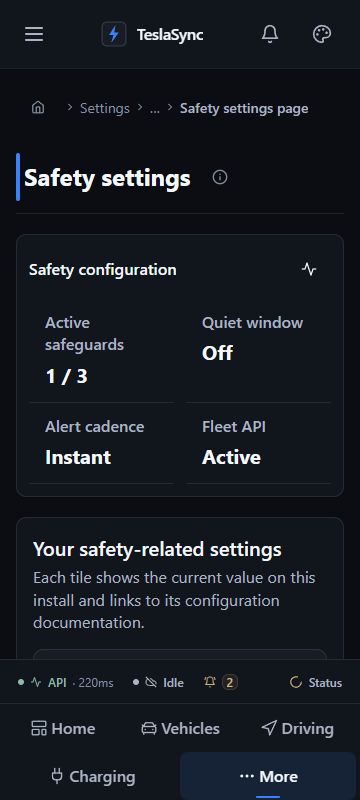 TeslaSync
Settings
...
Safety settings page
Safety settings
Safety configuration
Active
safeguards
1 / 3
Quiet window
Off
Alert cadence
Instant
Fleet API
Active
Your safety-related settings
Each tile shows the current value on this
install and links to its configuration
documentation.
API · 220ms
Idle
2
Status
Home
Vehicles
Driving
Charging
More